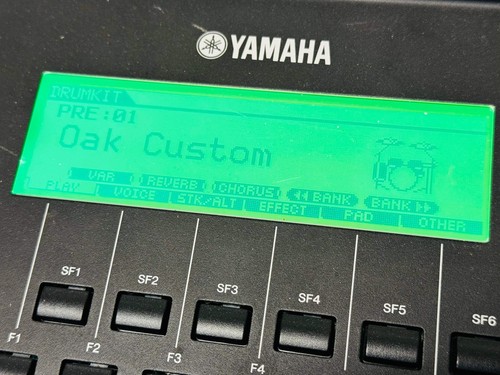 YAMAHA
DRUMKIT
PRE:01
Oak Custom
VAR REVERB CHORUS ◀◀BANK BANK▶▶
PLAY VOICE STK/ALT EFFECT PAD OTHER
SF1 SF2 SF3 SF4 SF5 SF6
F1 F2 F3 F4